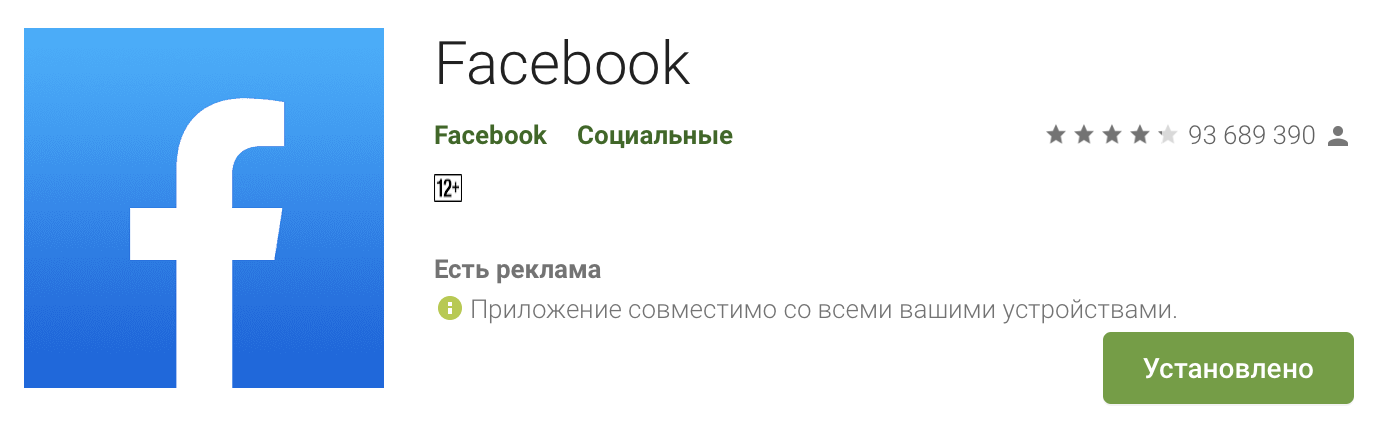 Facebook
Facebook Социальные 93 689 390
12+
Есть реклама
Приложение совместимо со всеми вашими устройствами.
Установлено